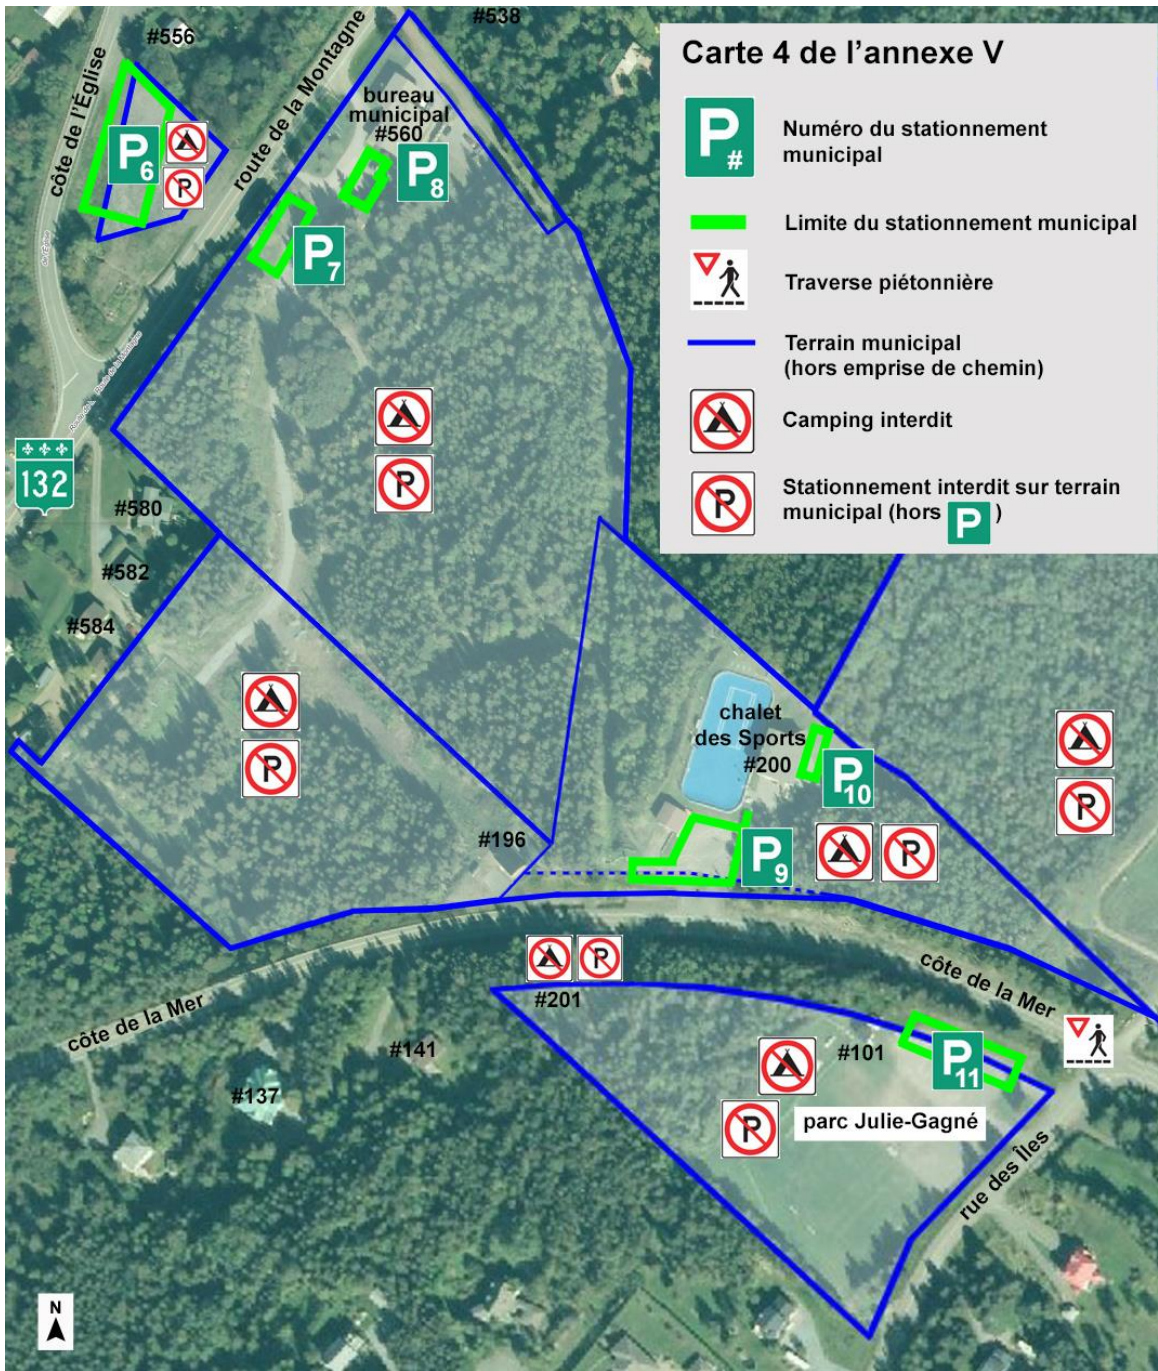 #538
#556
côte de l'Église
route de la Montagne
bureau
municipal
#560
P6
P8
P7
P
P
132
#580
#582
#584
P
chalet
des Sports
#200
P10
#196
P9
P
P
côte de la Mer
côte de la Mer
P
#201
#141
#137
#101
P11
P
parc Julie-Gagné
rue des Îles
N
Carte 4 de l'annexe V
P#
Numéro du stationnement
municipal
Limite du stationnement municipal
Traverse piétonnière
Terrain municipal
(hors emprise de chemin)
Camping interdit
P
Stationnement interdit sur terrain
municipal (hors P )